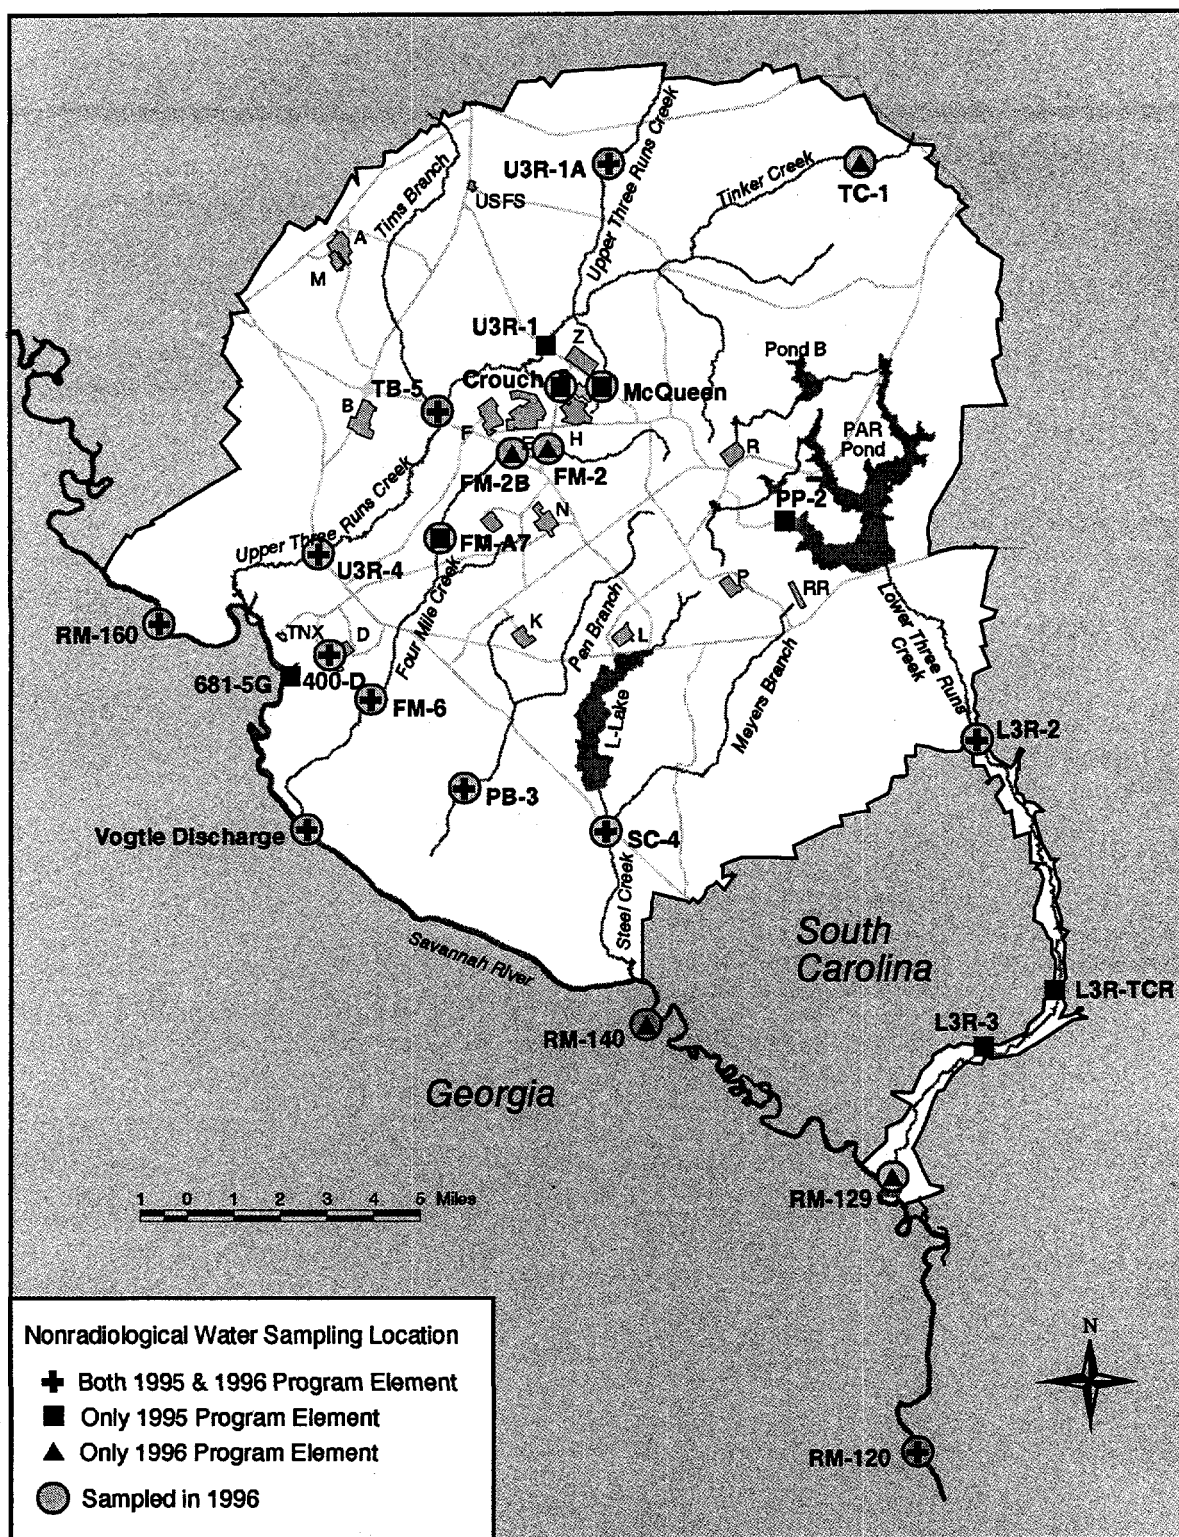 U3R-1A
Upper Three Runs Creek
Tinker Creek
TC-1
Tims Branch
USFS
A
M
U3R-1
Z
Pond B
Crouch
McQueen
TB-5
B
F
H
E
PAR
Pond
R
FM-2B
FM-2
PP-2
Upper Three Runs Creek
N
FM-A7
U3R-4
Four Mile Creek
P
RR
Lower Three Runs
Creek
RM-160
TNX
D
K
Pen Branch
L
681-5G
400-D
FM-6
L-Lake
Meyers Branch
L3R-2
PB-3
Vogtle Discharge
SC-4
Steel Creek
Savannah River
South
Carolina
L3R-TCR
L3R-3
RM-140
Georgia
RM-129
1 0 1 2 3 4 5 Miles
N
RM-120
Nonradiological Water Sampling Location
Both 1995 & 1996 Program Element
Only 1995 Program Element
Only 1996 Program Element
Sampled in 1996